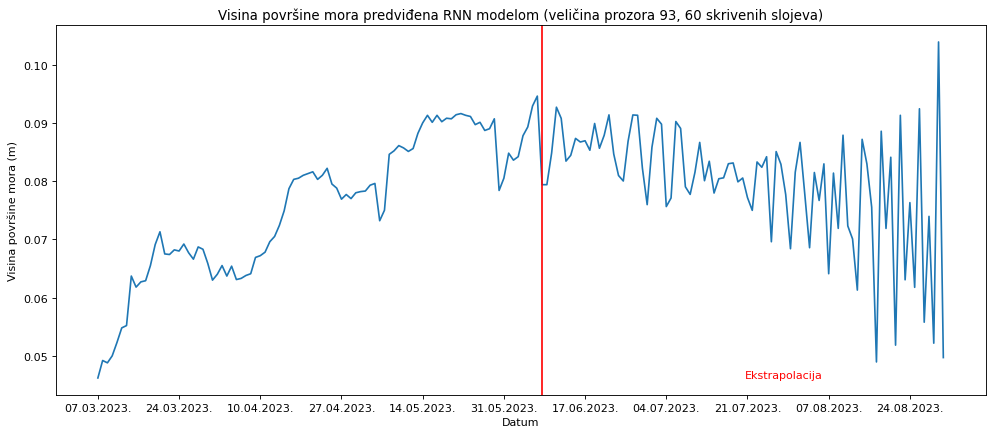 Visina površine mora predviđena RNN modelom (veličina prozora 93, 60 skrivenih slojeva)
Visina površine mora (m)
0.10
0.09
0.08
0.07
0.06
0.05
Ekstrapolacija
07.03.2023. 24.03.2023. 10.04.2023. 27.04.2023. 14.05.2023. 31.05.2023. 17.06.2023. 04.07.2023. 21.07.2023. 07.08.2023. 24.08.2023.
Datum